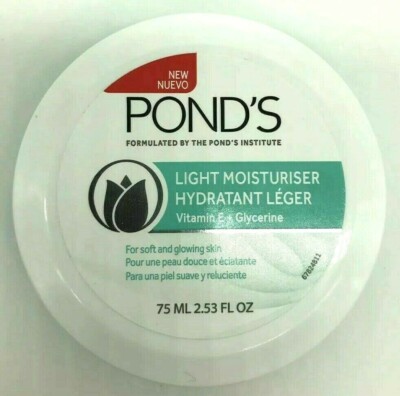 NEW
NUEVO
POND'S
FORMULATED BY THE POND'S INSTITUTE
LIGHT MOISTURISER
HYDRATANT LÉGER
Vitamin E + Glycerine
For soft and glowing skin
Pour une peau douce et éclatante
Para una piel suave y reluciente
75 ML 2.53 FL OZ